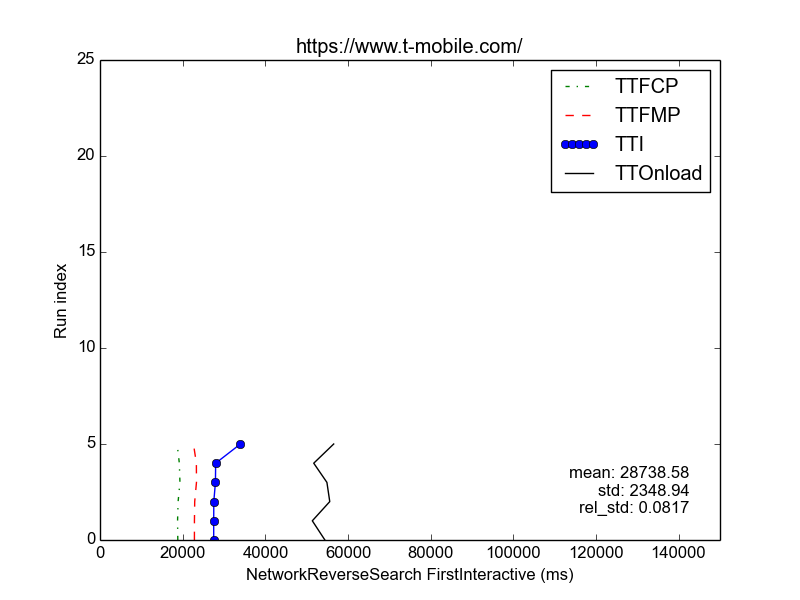 https://www.t-mobile.com/
25
20
15
10
5
0
Run index
TTFCP
TTFMP
TTI
TTOnload
mean: 28738.58
std: 2348.94
rel_std: 0.0817
0 20000 40000 60000 80000 100000 120000 140000
NetworkReverseSearch FirstInteractive (ms)